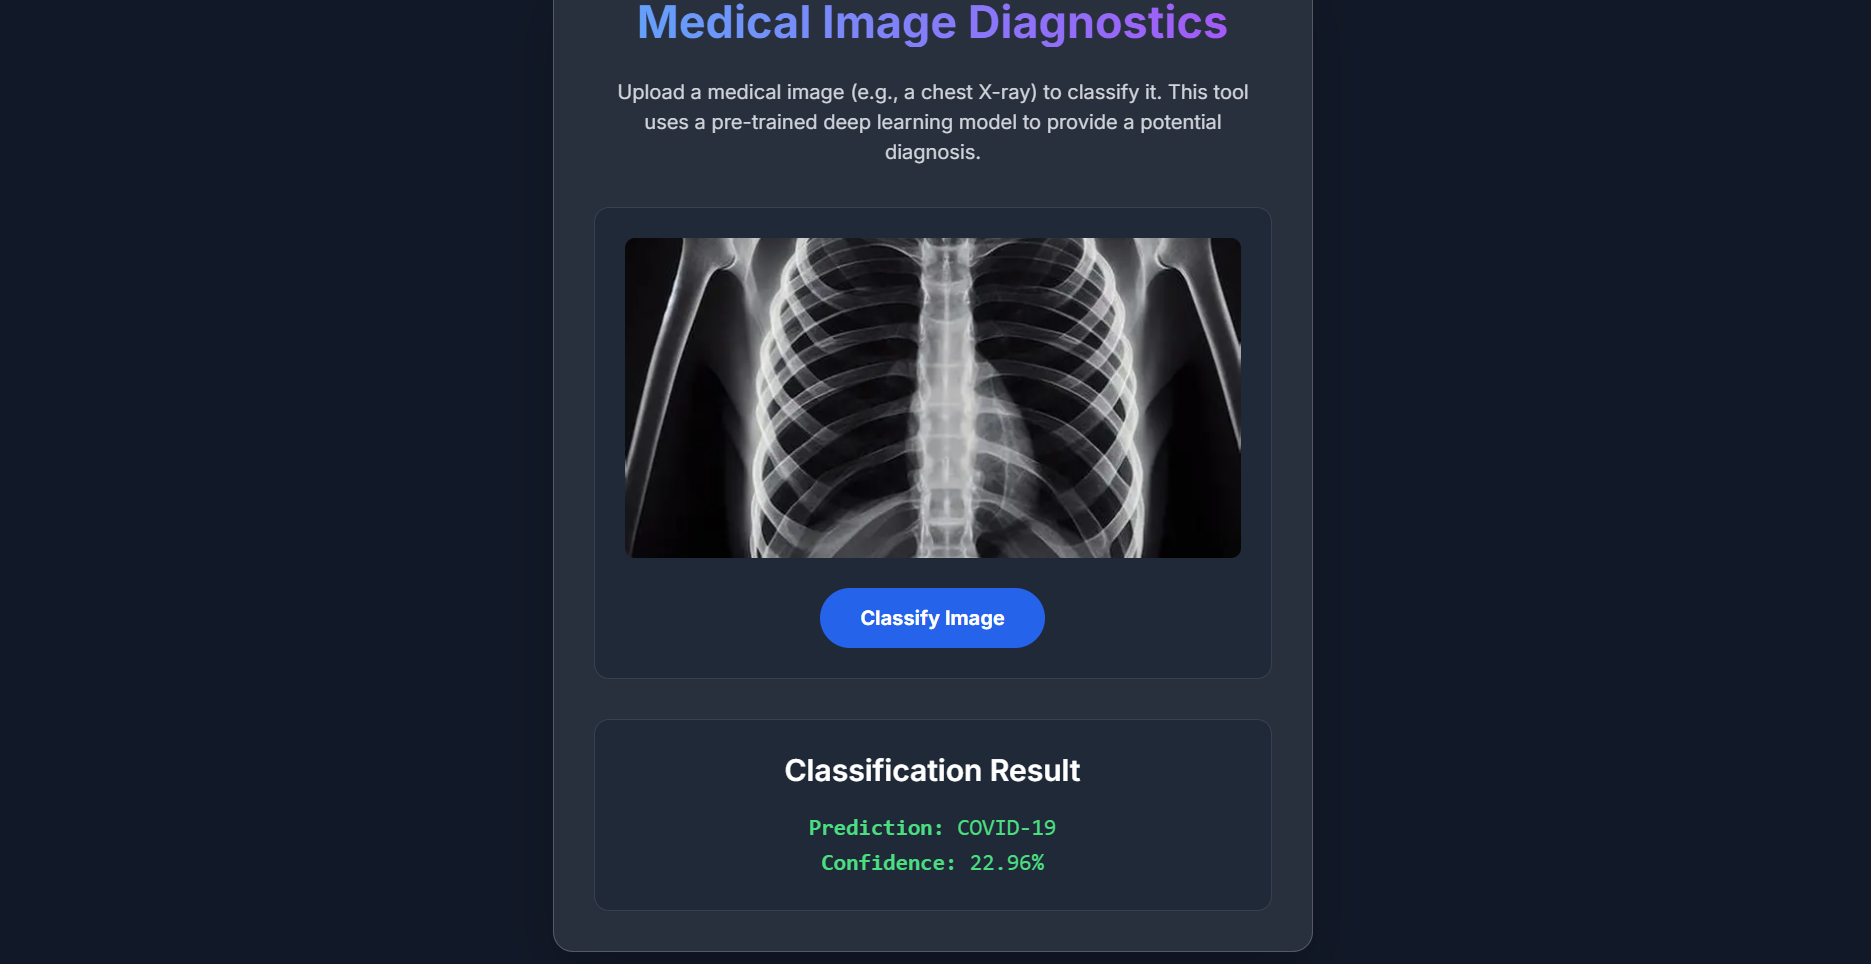 Medical Image Diagnostics
Upload a medical image (e.g., a chest X-ray) to classify it. This tool
uses a pre-trained deep learning model to provide a potential
diagnosis.
Classify Image
Classification Result
Prediction: COVID-19
Confidence: 22.96%